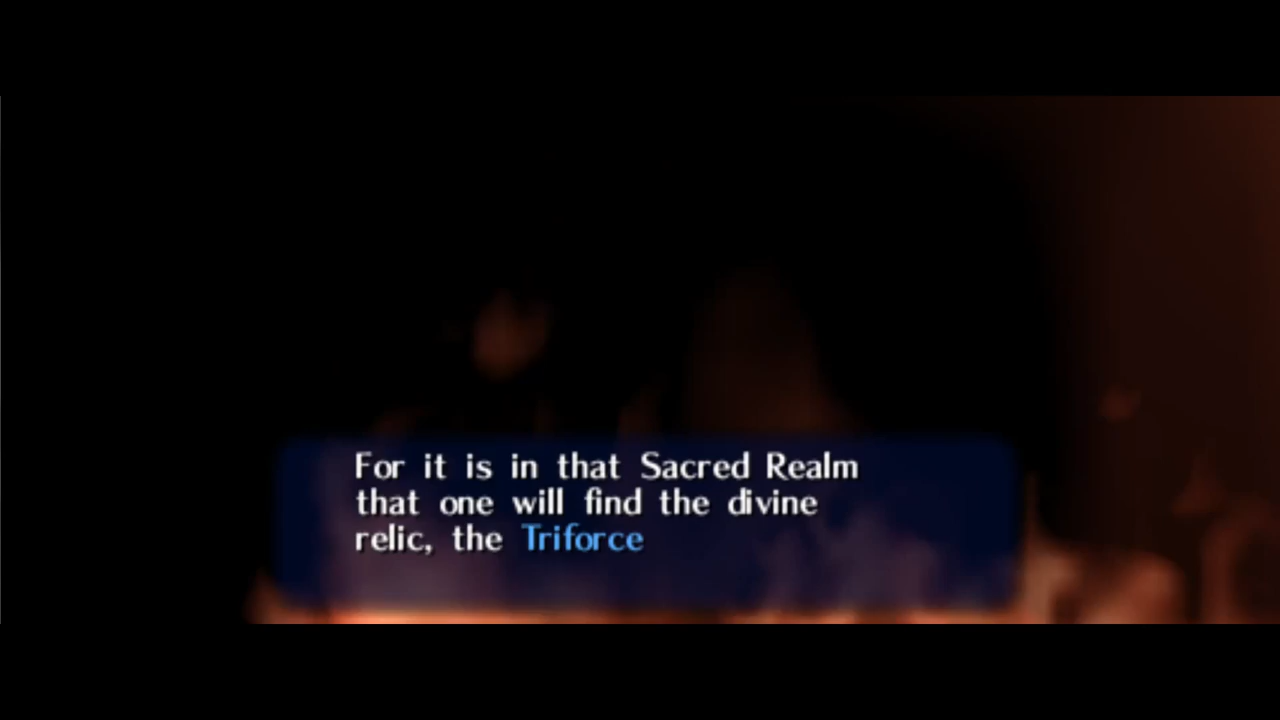 For it is in that Sacred Realm
that one will find the divine
relic, the Triforce